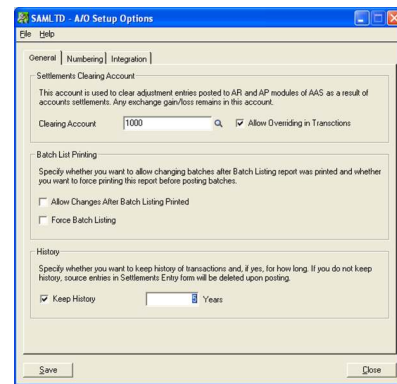 SAMLTD - A/O Setup Options
File Help
General Numbering Integration
Settlements Clearing Account
This account is used to clear adjustment entries posted to AR and AP modules of AAS as a result of
accounts settlements. Any exchange gain/loss remains in this account.
Clearing Account 1000 Allow Overriding in Transctions
Batch List Printing
Specify whether you want to allow changing batches after Batch Listing report was printed and whether
you want to force printing this report before posting batches.
Allow Changes After Batch Listing Printed
Force Batch Listing
History
Specify whether you want to keep history of transactions and, if yes, for how long. If you do not keep
history, source entries in Settlements Entry form will be deleted upon posting.
Keep History 5 Years
Save Close